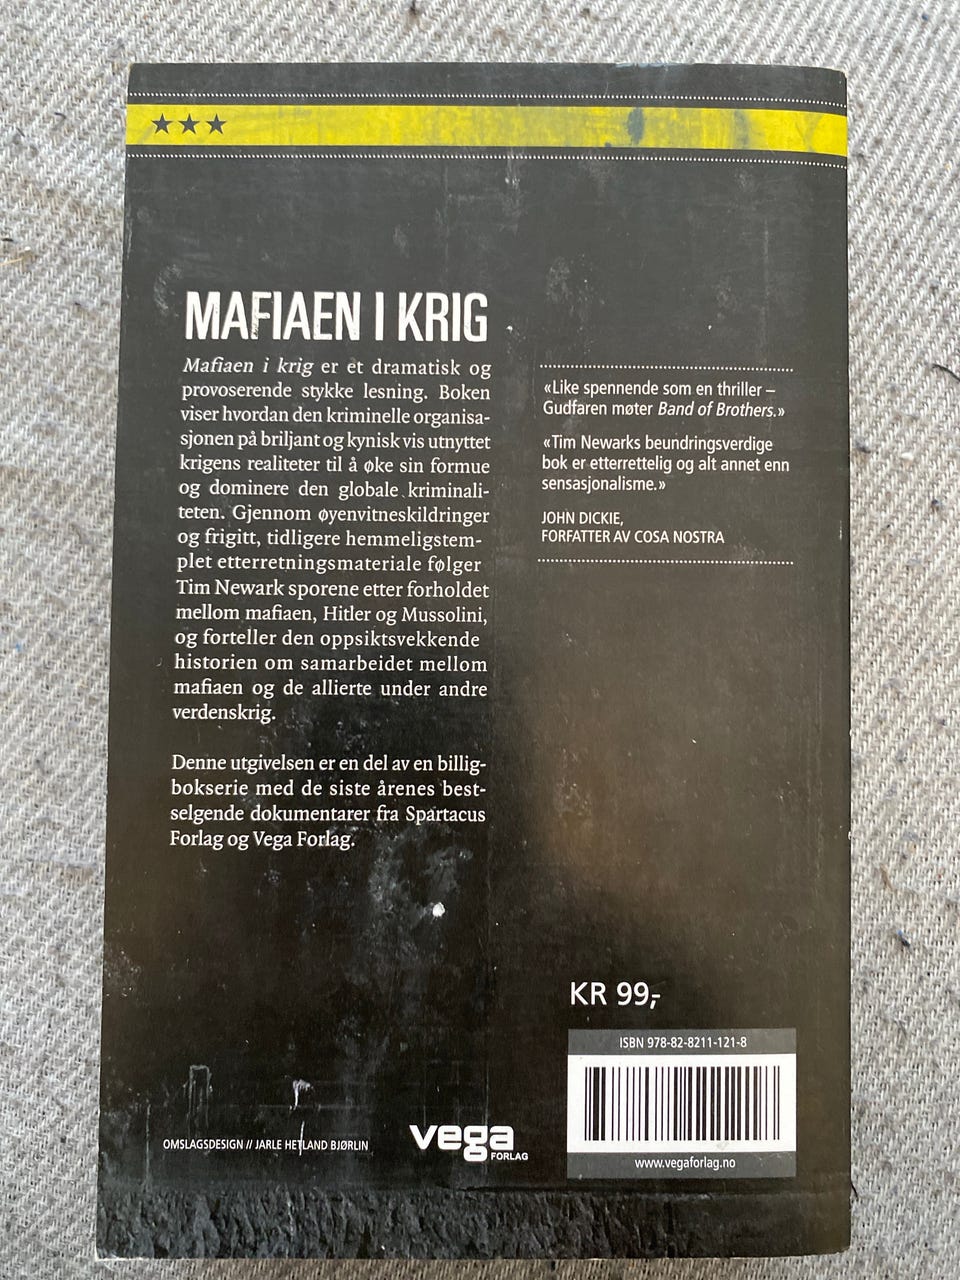 MAFIAEN I KRIG
Mafiaen i krig er et dramatisk og
provoserende stykke lesning. Boken
viser hvordan den kriminelle organisa-
sjonen på briljant og kynisk vis utnyttet
krigens realiteter til å øke sin formue
og dominere den globale kriminali-
teten. Gjennom øyenvitneskildringer
og frigitt, tidligere hemmeligstem-
plet etterretningsmateriale følger
Tim Newark sporene etter forholdet
mellom mafiaen, Hitler og Mussolini,
og forteller den oppsiktsvekkende
historien om samarbeidet mellom
mafiaen og de allierte under andre
verdenskrig.
Denne utgivelsen er en del av en billig-
bokserie med de siste årenes best-
selgende dokumentarer fra Spartacus
Forlag og Vega Forlag.
«Like spennende som en thriller –
Gudfaren møter Band of Brothers.»
«Tim Newarks beundringsverdige
bok er etterrettelig og alt annet enn
sensasjonalisme.»
JOHN DICKIE,
FORFATTER AV COSA NOSTRA
KR 99,-
ISBN 978-82-8211-121-8
www.vegaforlag.no
OMSLAGSDESIGN // JARLE HETLAND BJØRLIN
vega
FORLAG